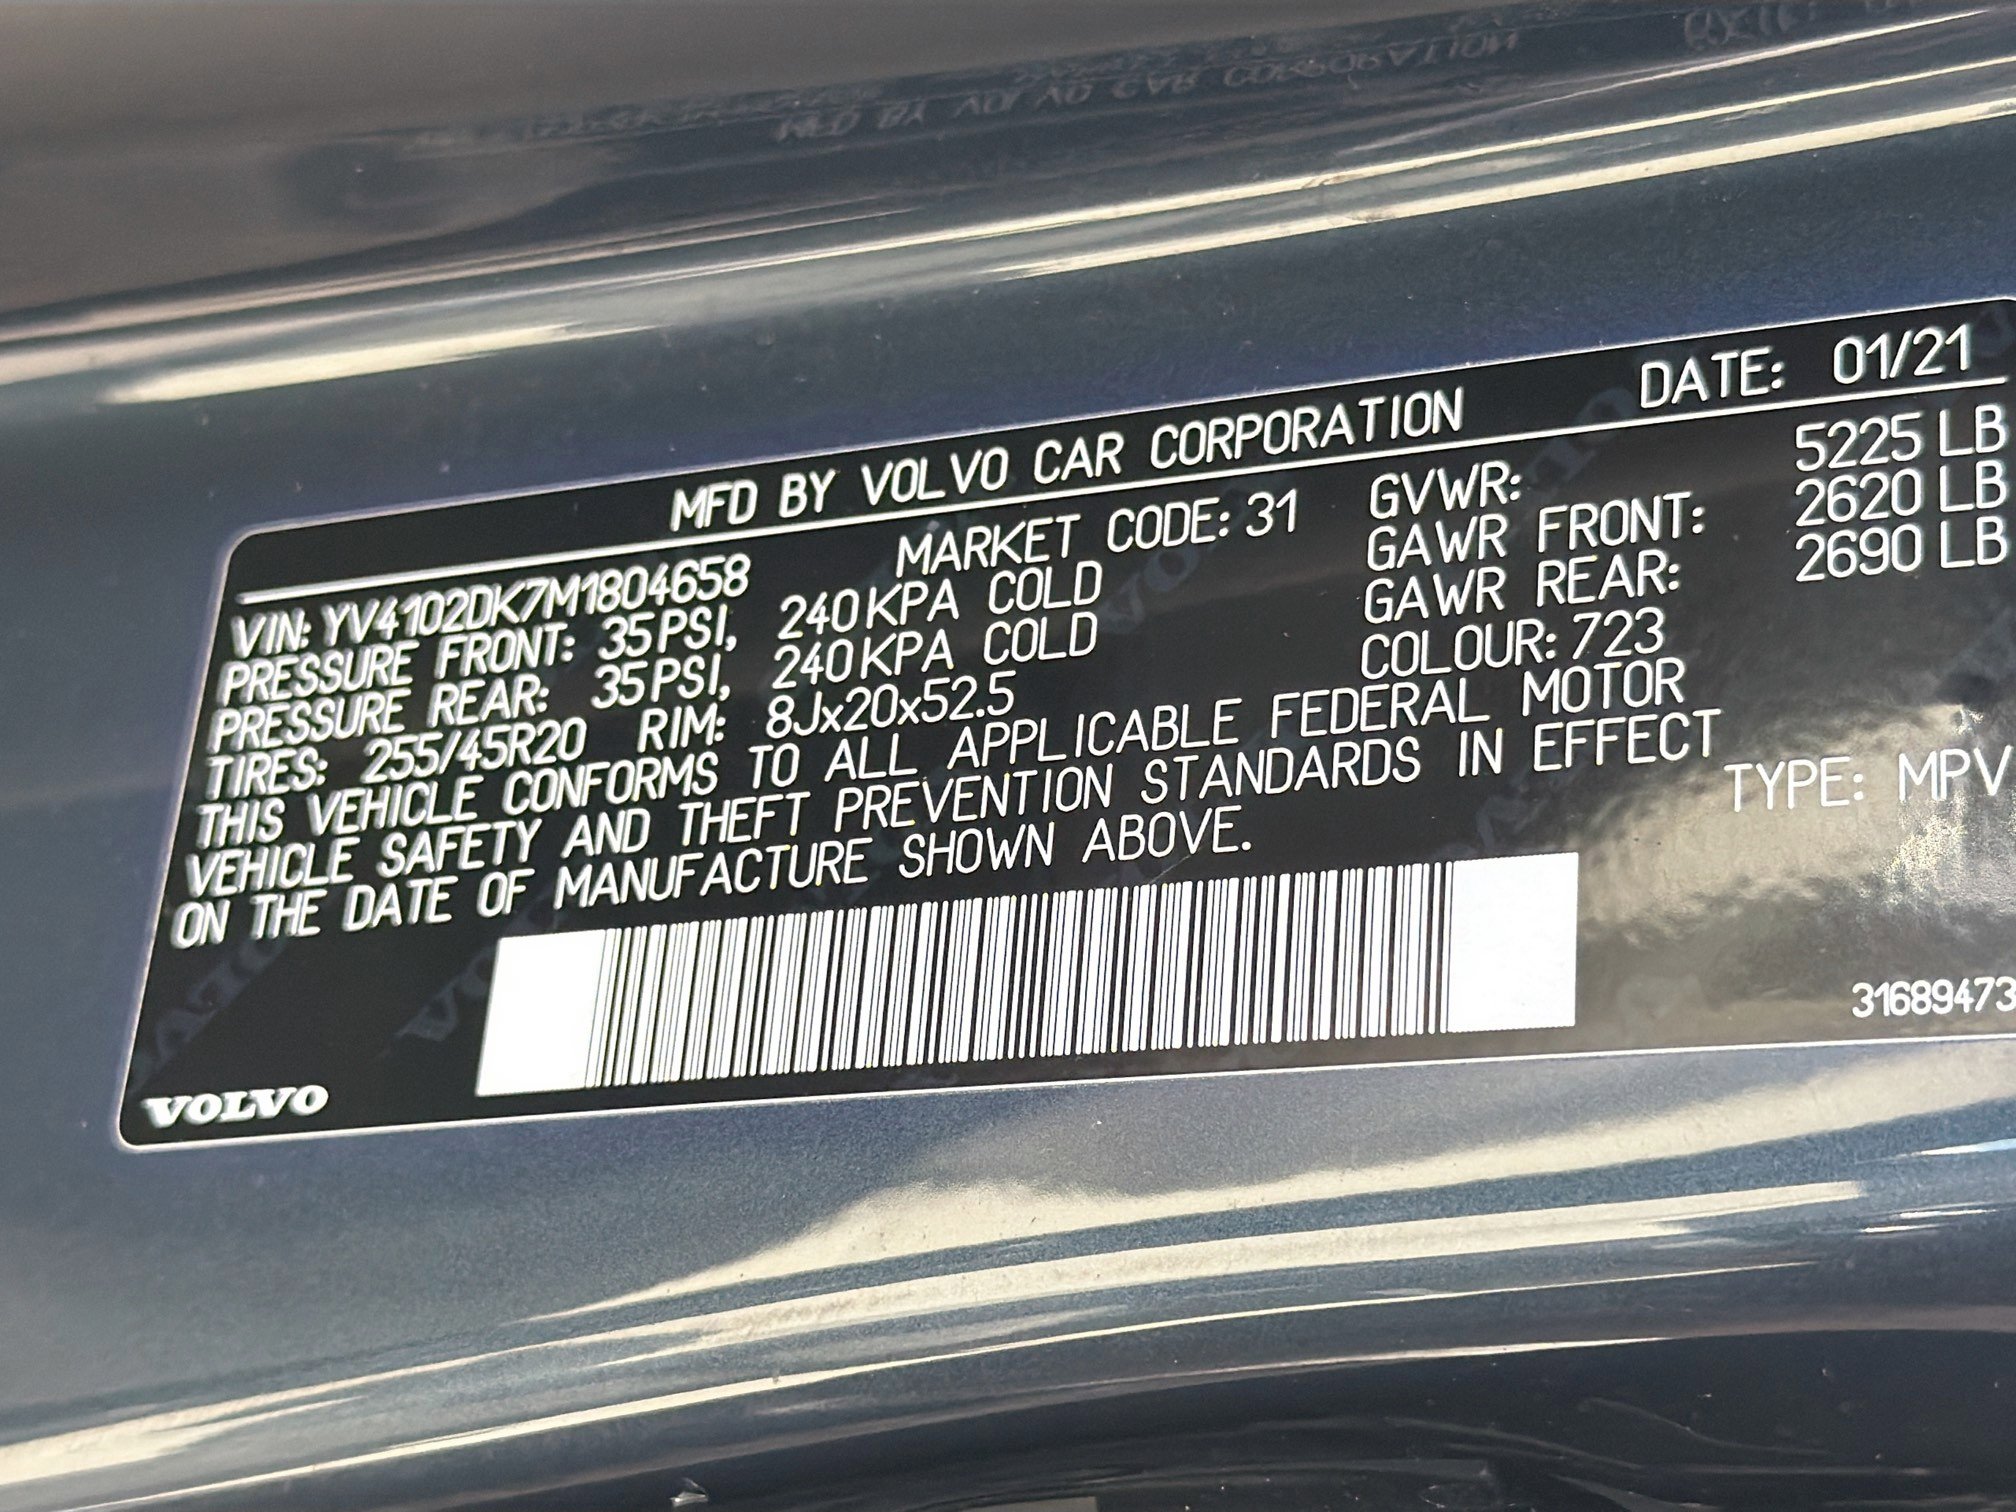 MFD BY VOLVO CAR CORPORATION DATE: 01/21
VIN: YV4102DK7M1804658 MARKET CODE: 31 GVWR: 5225 LB
PRESSURE FRONT: 35PSI, 240KPA COLD GAWR FRONT: 2620 LB
PRESSURE REAR: 35PSI, 240KPA COLD GAWR REAR: 2690 LB
TIRES: 255/45R20 RIM: 8Jx20x52.5 COLOUR: 723
THIS VEHICLE CONFORMS TO ALL APPLICABLE FEDERAL MOTOR
VEHICLE SAFETY AND THEFT PREVENTION STANDARDS IN EFFECT
ON THE DATE OF MANUFACTURE SHOWN ABOVE. TYPE: MPV
31689473
VOLVO